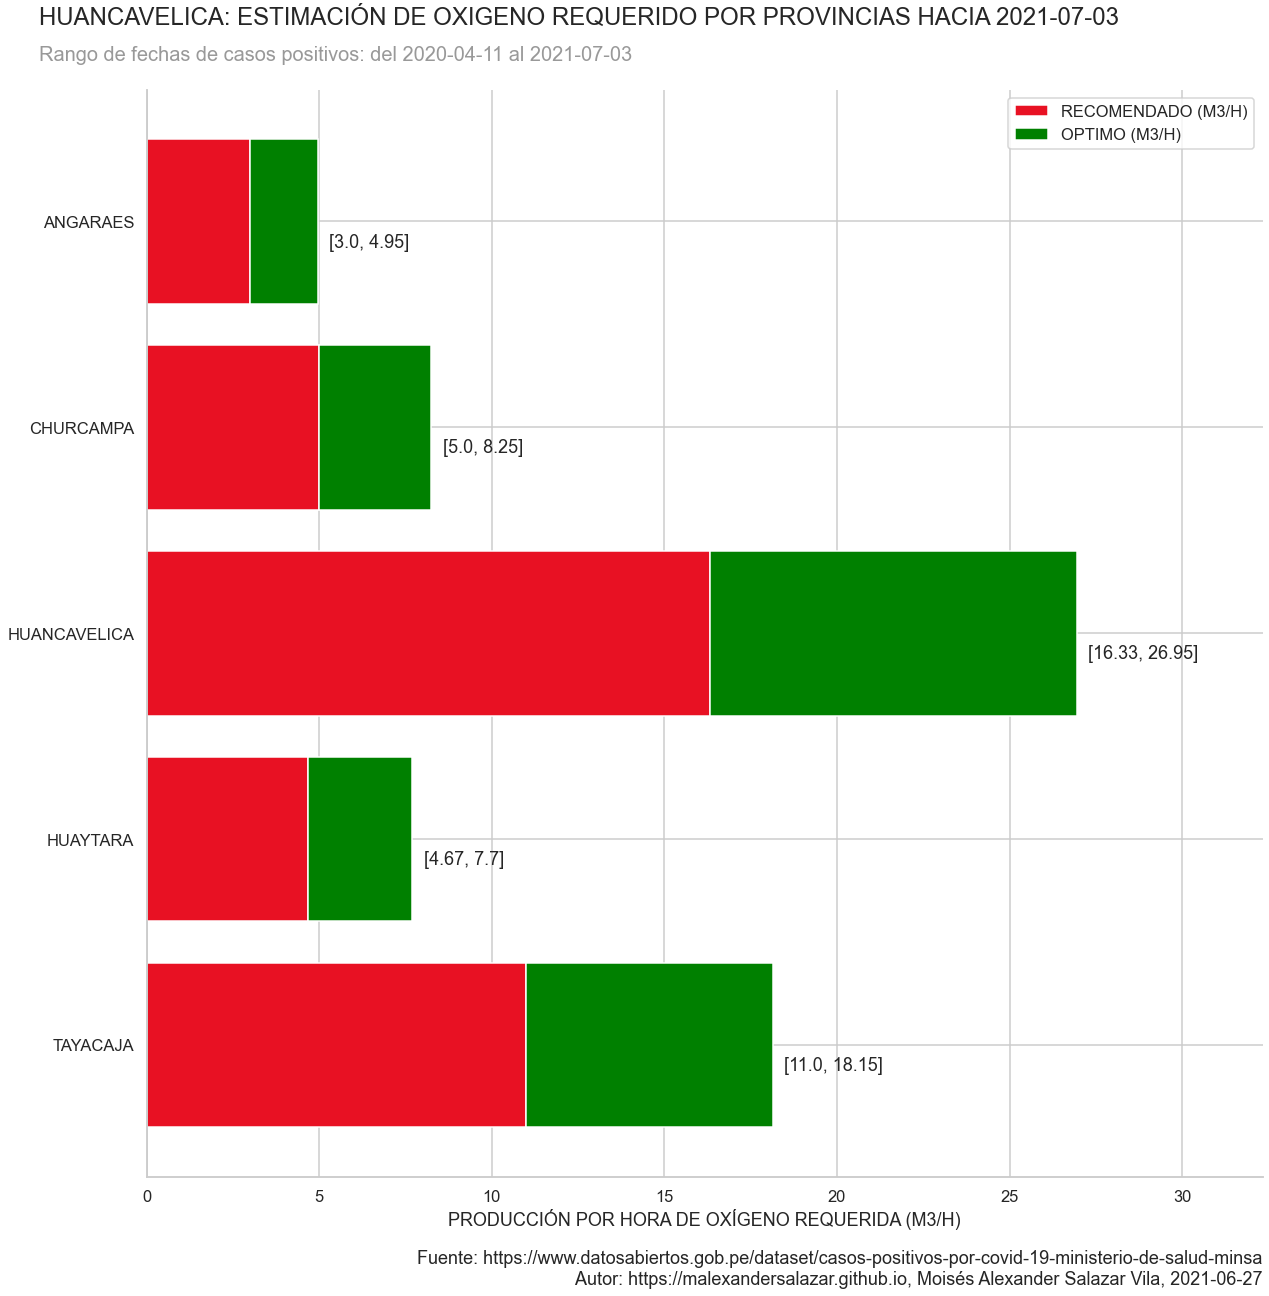 HUANCAVELICA: ESTIMACIÓN DE OXIGENO REQUERIDO POR PROVINCIAS HACIA 2021-07-03
Rango de fechas de casos positivos: del 2020-04-11 al 2021-07-03
RECOMENDADO (M3/H)
OPTIMO (M3/H)
ANGARAES
[3.0, 4.95]
CHURCAMPA
[5.0, 8.25]
HUANCAVELICA
[16.33, 26.95]
HUAYTARA
[4.67, 7.7]
TAYACAJA
[11.0, 18.15]
0 5 10 15 20 25 30
PRODUCCIÓN POR HORA DE OXÍGENO REQUERIDA (M3/H)
Fuente: https://www.datosabiertos.gob.pe/dataset/casos-positivos-por-covid-19-ministerio-de-salud-minsa
Autor: https://malexandersalazar.github.io, Moisés Alexander Salazar Vila, 2021-06-27